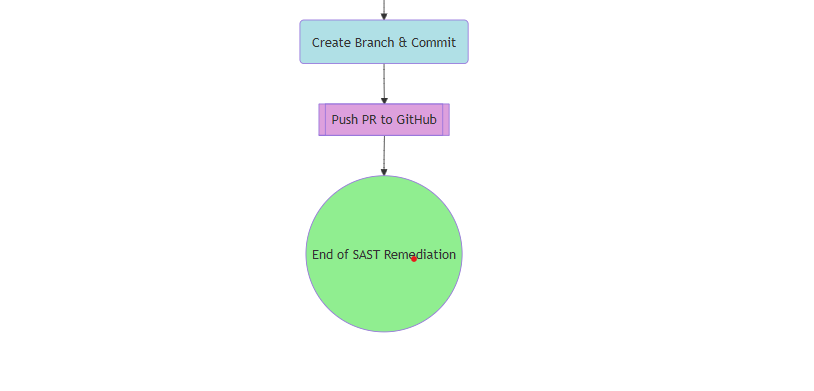 Create Branch & Commit
Push PR to GitHub
End of SAST Remediation